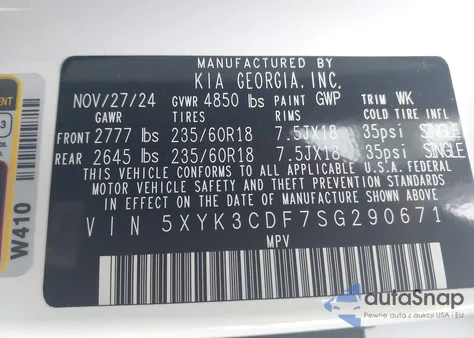 MANUFACTURED BY
KIA GEORGIA, INC.
NOV/27/24 GVWR 4850 lbs PAINT GWP TRIM WK
GAWR TIRES RIMS COLD TIRE INFL
FRONT 2777 lbs 235/60R18 7.5JX18 35psi SINGLE
REAR 2645 lbs 235/60R18 7.5JX18 35psi SINGLE
THIS VEHICLE CONFORMS TO ALL APPLICABLE U.S.A. FEDERAL
MOTOR VEHICLE SAFETY, BUMPER, AND THEFT PREVENTION STANDARDS
IN EFFECT ON THE DATE OF MANUFACTURE SHOWN ABOVE.
VIN 5XYK3CDF7SG290671
MPV
W410
3
autaSnap
Pewne auta z aukcji USA i EU